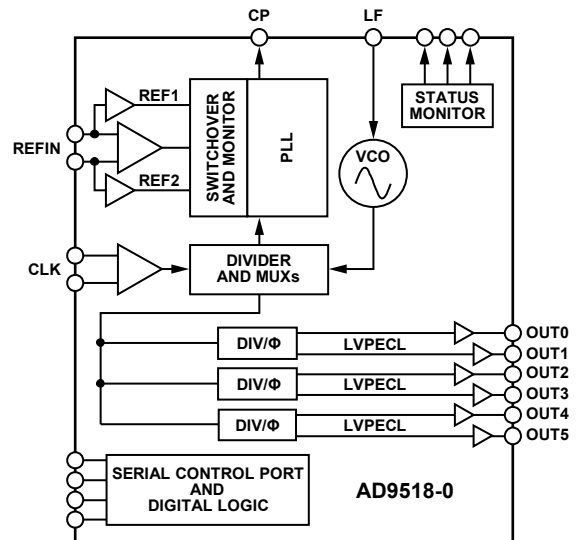 CP
LF
REF1
REFIN
REF2
SWITCHOVER
AND MONITOR
PLL
STATUS
MONITOR
VCO
CLK
DIVIDER
AND MUXs
DIV/Φ
LVPECL
OUT0
OUT1
DIV/Φ
LVPECL
OUT2
OUT3
DIV/Φ
LVPECL
OUT4
OUT5
SERIAL CONTROL PORT
AND
DIGITAL LOGIC
AD9518-0